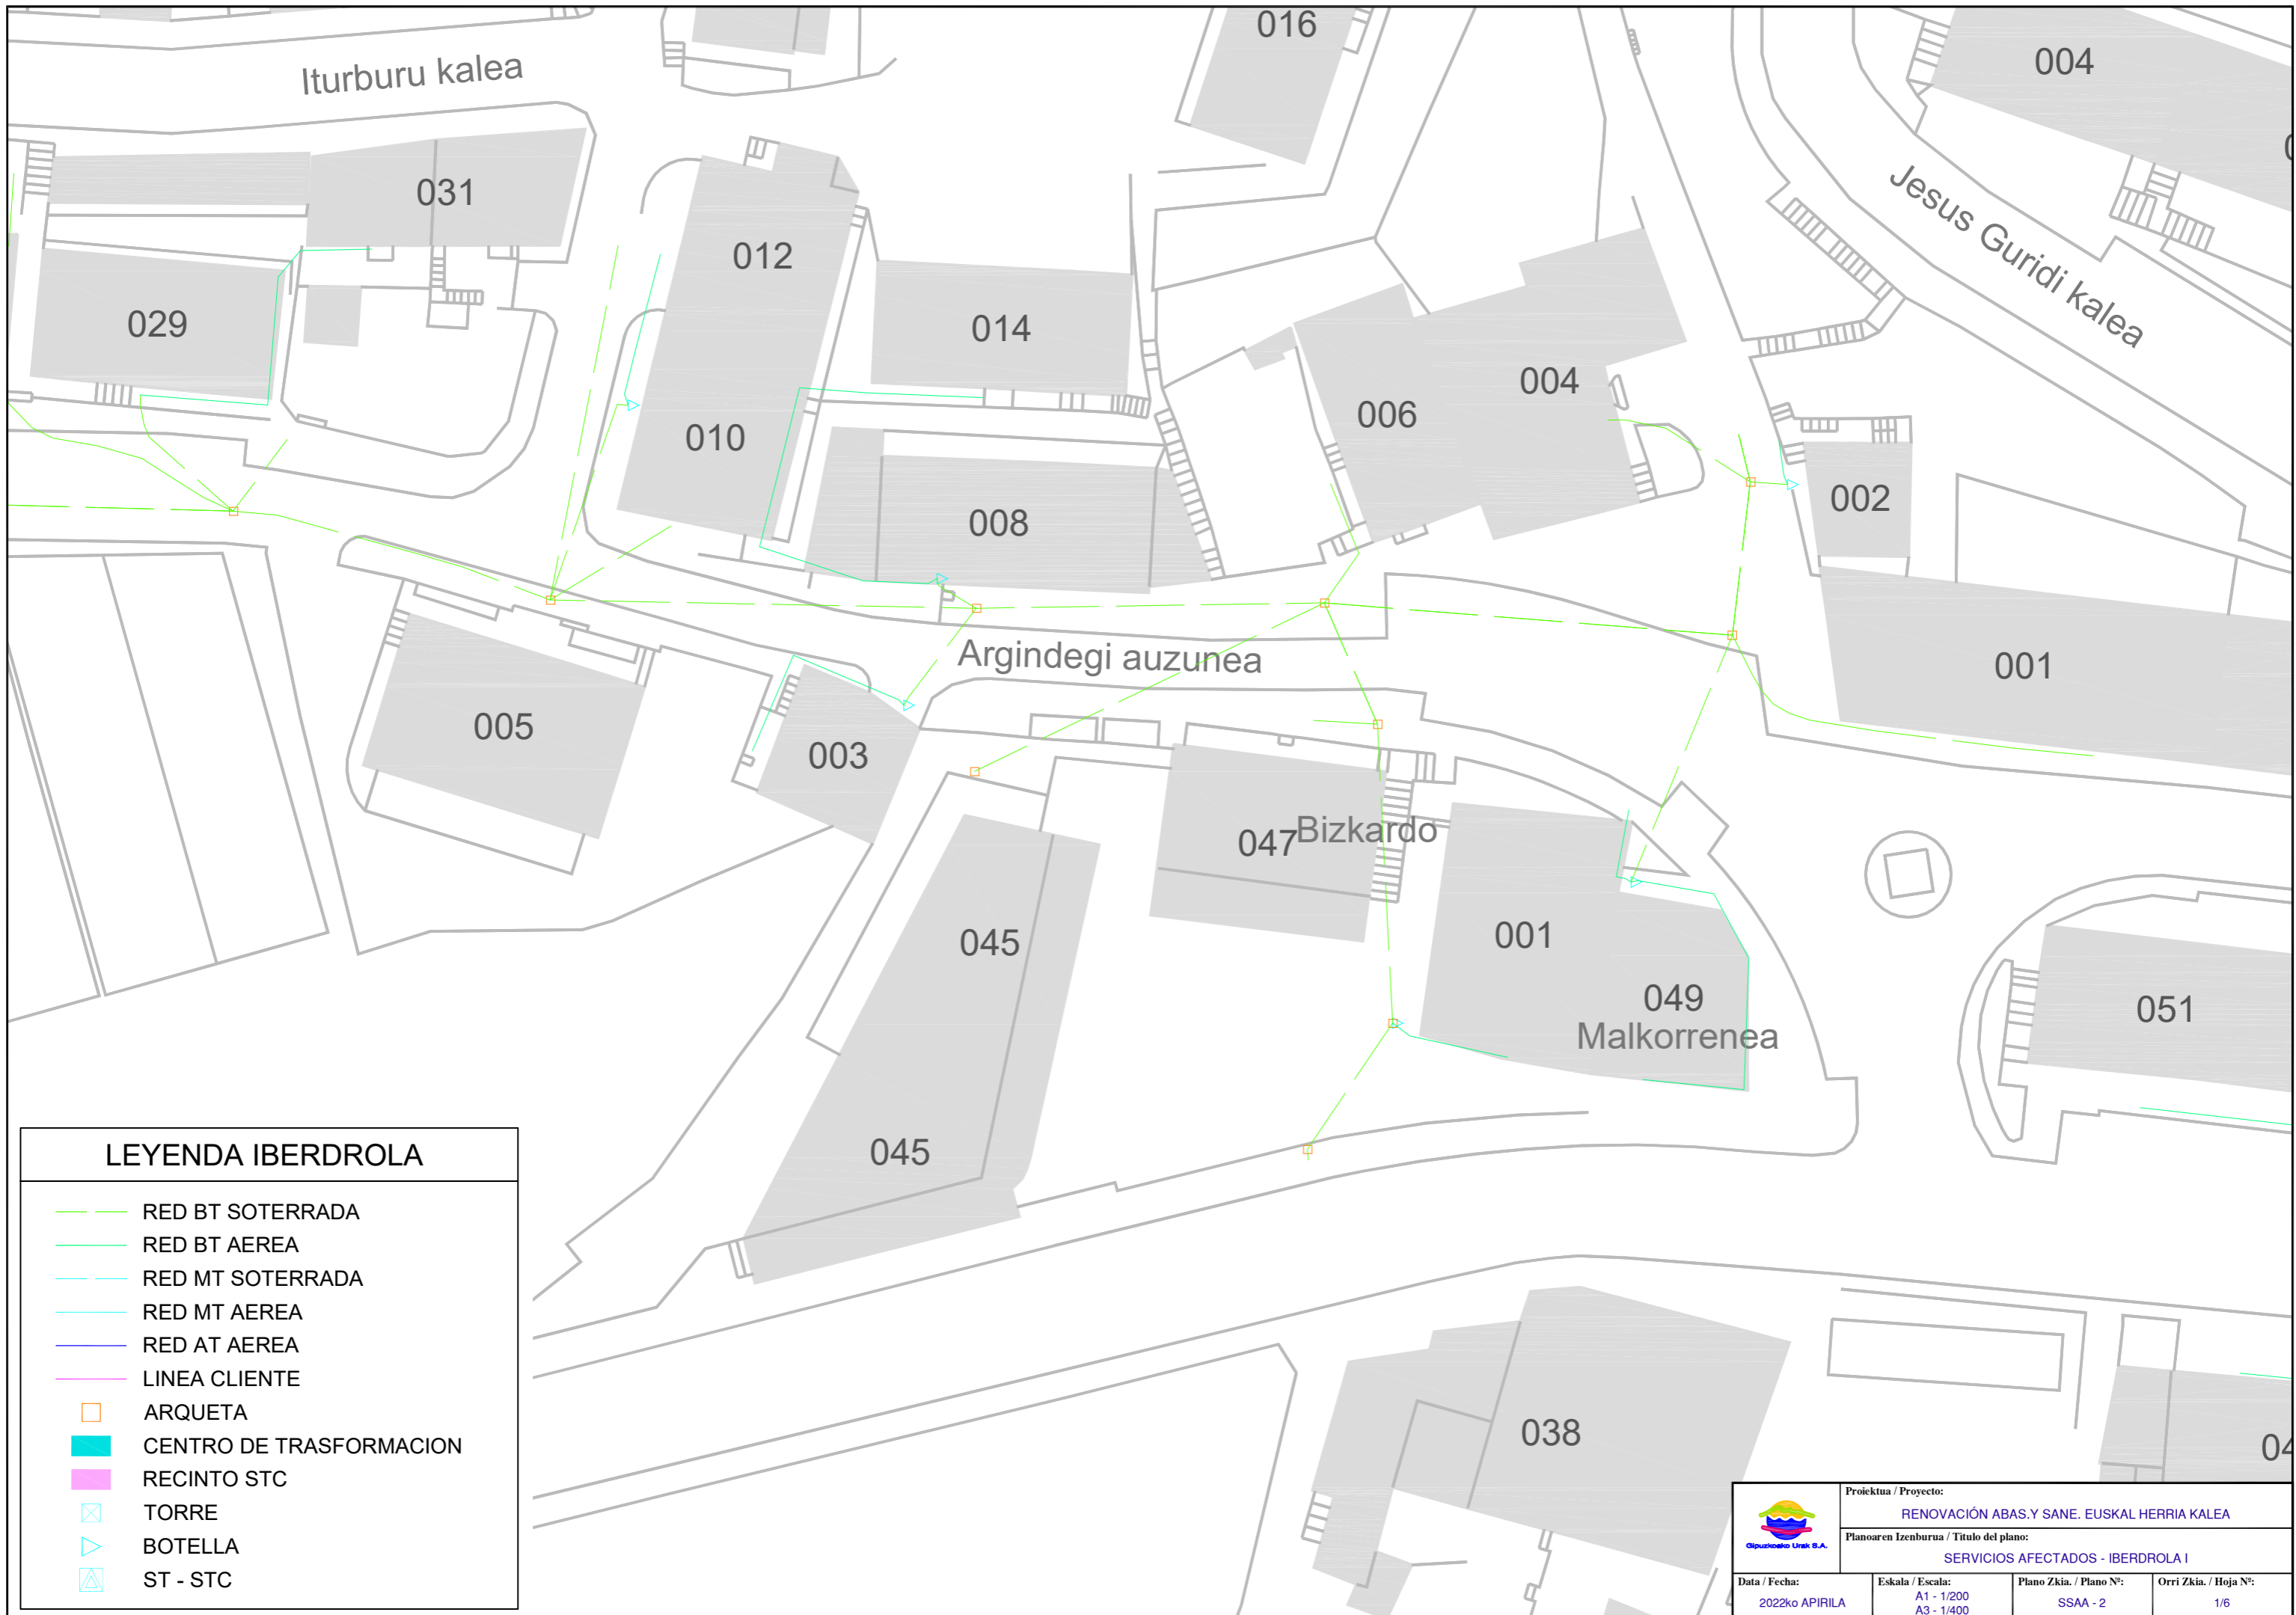 016
004
Iturburu kalea
031
Jesus Guridi kalea
012
029
014
004
006
010
002
008
Argindegi auzunea
001
005
003
Bizkardo
047
045
001
049
Malkorrenea
051
045
038
04
LEYENDA IBERDROLA
RED BT SOTERRADA
RED BT AEREA
RED MT SOTERRADA
RED MT AEREA
RED AT AEREA
LINEA CLIENTE
ARQUETA
CENTRO DE TRASFORMACION
RECINTO STC
TORRE
BOTELLA
ST - STC
Gipuzkoako Urak S.A.
Proiektua / Proyecto:
RENOVACIÓN ABAS.Y SANE. EUSKAL HERRIA KALEA
Planoaren Izenburua / Titulo del plano:
SERVICIOS AFECTADOS - IBERDROLA I
Data / Fecha:
2022ko APIRILA
Eskala / Escala:
A1 - 1/200
A3 - 1/400
Plano Zkia. / Plano Nº:
SSAA - 2
Orri Zkia. / Hoja Nº:
1/6